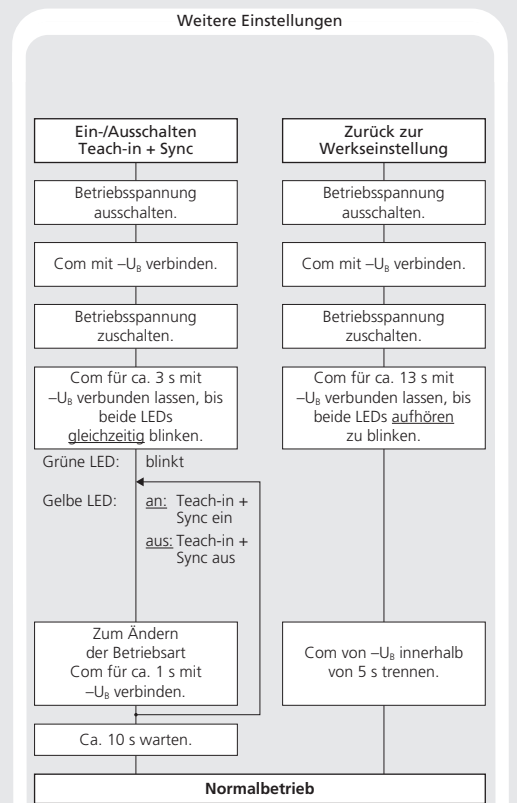 Weitere Einstellungen
Ein-/Ausschalten
Teach-in + Sync
Betriebsspannung
ausschalten.
Com mit –UB verbinden.
Betriebsspannung
zuschalten.
Com für ca. 3 s mit
–UB verbunden lassen, bis
beide LEDs
gleichzeitig blinken.
Grüne LED: blinkt
Gelbe LED: an: Teach-in +
Sync ein
aus: Teach-in +
Sync aus
Zum Ändern
der Betriebsart
Com für ca. 1 s mit
–UB verbinden.
Ca. 10 s warten.
Zurück zur
Werkseinstellung
Betriebsspannung
ausschalten.
Com mit –UB verbinden.
Betriebsspannung
zuschalten.
Com für ca. 13 s mit
–UB verbunden lassen, bis
beide LEDs aufhören
zu blinken.
Com von –UB innerhalb
von 5 s trennen.
Normalbetrieb